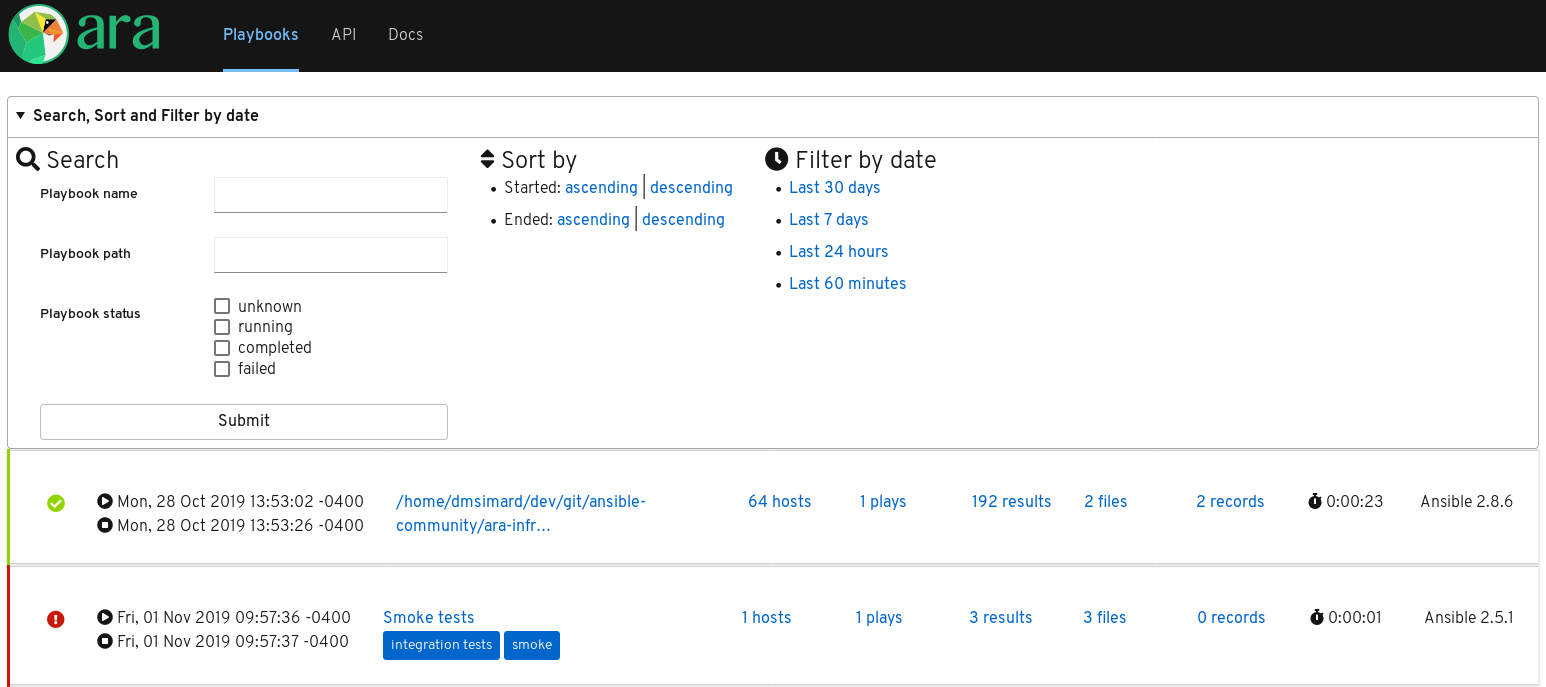 ara
Playbooks API Docs
Search, Sort and Filter by date
Search
Playbook name
Playbook path
Playbook status
unknown
running
completed
failed
Submit
Sort by
Started: ascending | descending
Ended: ascending | descending
Filter by date
Last 30 days
Last 7 days
Last 24 hours
Last 60 minutes
Mon, 28 Oct 2019 13:53:02 -0400 /home/dmsimard/dev/git/ansible- 64 hosts 1 plays 192 results 2 files 2 records 0:00:23 Ansible 2.8.6
Mon, 28 Oct 2019 13:53:26 -0400 community/ara-infr...
Fri, 01 Nov 2019 09:57:36 -0400 Smoke tests 1 hosts 1 plays 3 results 3 files 0 records 0:00:01 Ansible 2.5.1
Fri, 01 Nov 2019 09:57:37 -0400 integration tests smoke